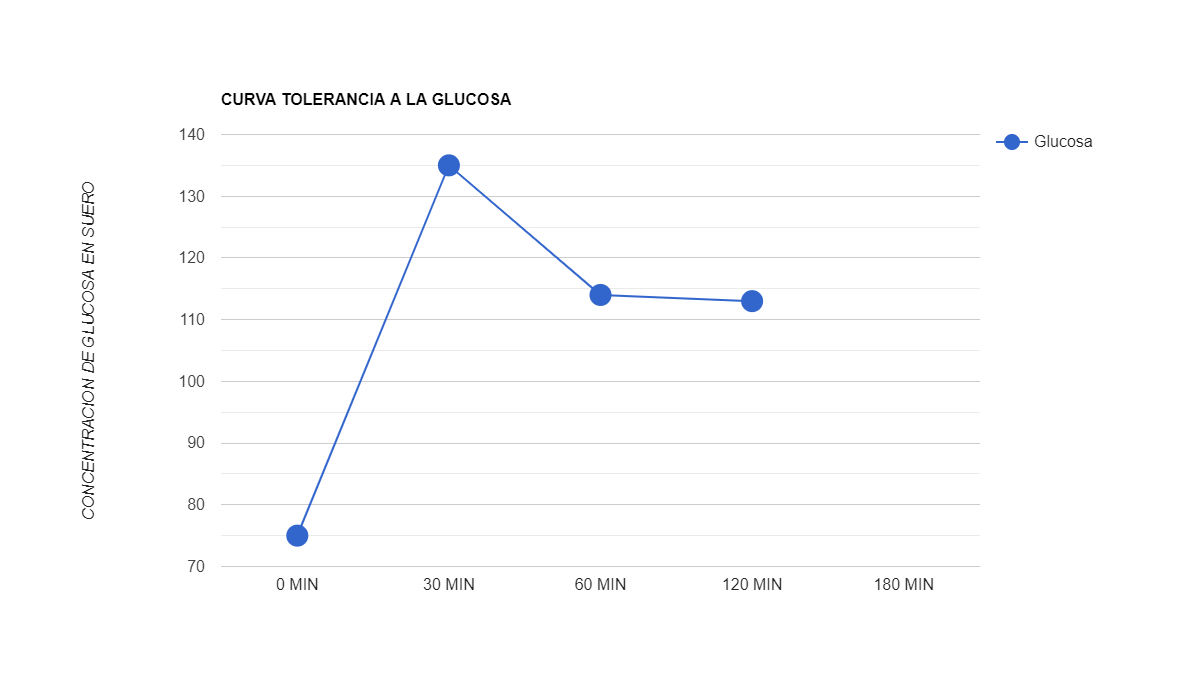 CURVA TOLERANCIA A LA GLUCOSA
140
130
120
110
100
90
80
70
CONCENTRACION DE GLUCOSA EN SUERO
0 MIN
30 MIN
60 MIN
120 MIN
180 MIN
Glucosa